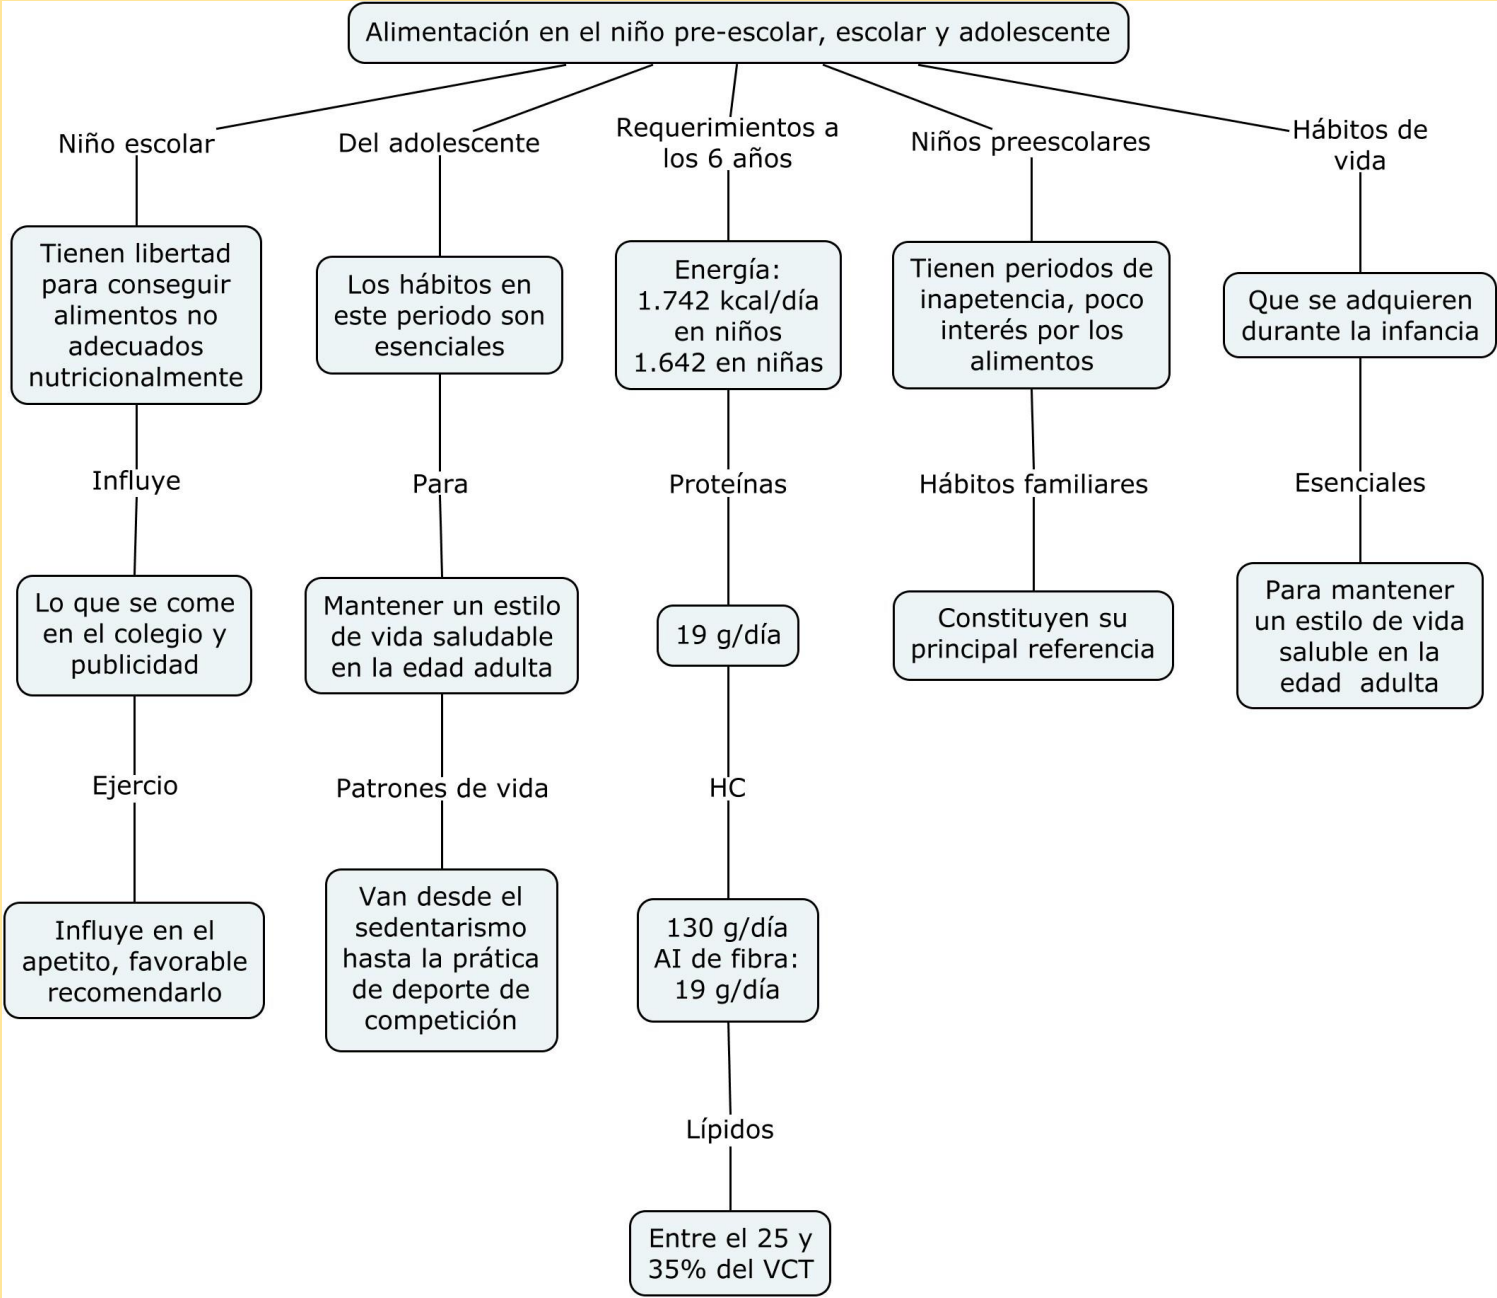 Alimentación en el niño pre-escolar, escolar y adolescente
Niño escolar
Tienen libertad
para conseguir
alimentos no
adecuados
nutricionalmente
Influye
Lo que se come
en el colegio y
publicidad
Ejercio
Influye en el
apetito, favorable
recomendarlo
Del adolescente
Los hábitos en
este periodo son
esenciales
Para
Mantener un estilo
de vida saludable
en la edad adulta
Patrones de vida
Van desde el
sedentarismo
hasta la prática
de deporte de
competición
Requerimientos a
los 6 años
Energía:
1.742 kcal/día
en niños
1.642 en niñas
Proteínas
19 g/día
HC
130 g/día
AI de fibra:
19 g/día
Lípidos
Entre el 25 y
35% del VCT
Niños preescolares
Tienen periodos de
inapetencia, poco
interés por los
alimentos
Hábitos familiares
Constituyen su
principal referencia
Hábitos de
vida
Que se adquieren
durante la infancia
Esenciales
Para mantener
un estilo de vida
saluble en la
edad  adulta